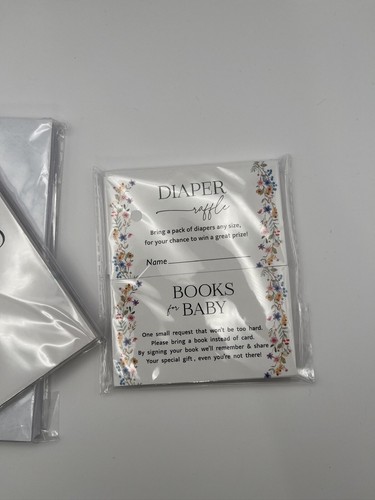 DIAPER
raffle
Bring a pack of diapers any size,
for your chance to win a great prize!
Name
BOOKS
for BABY
One small request that won't be too hard.
Please bring a book instead of card.
By signing your book we'll remember & share
Your special gift , even you're not there!